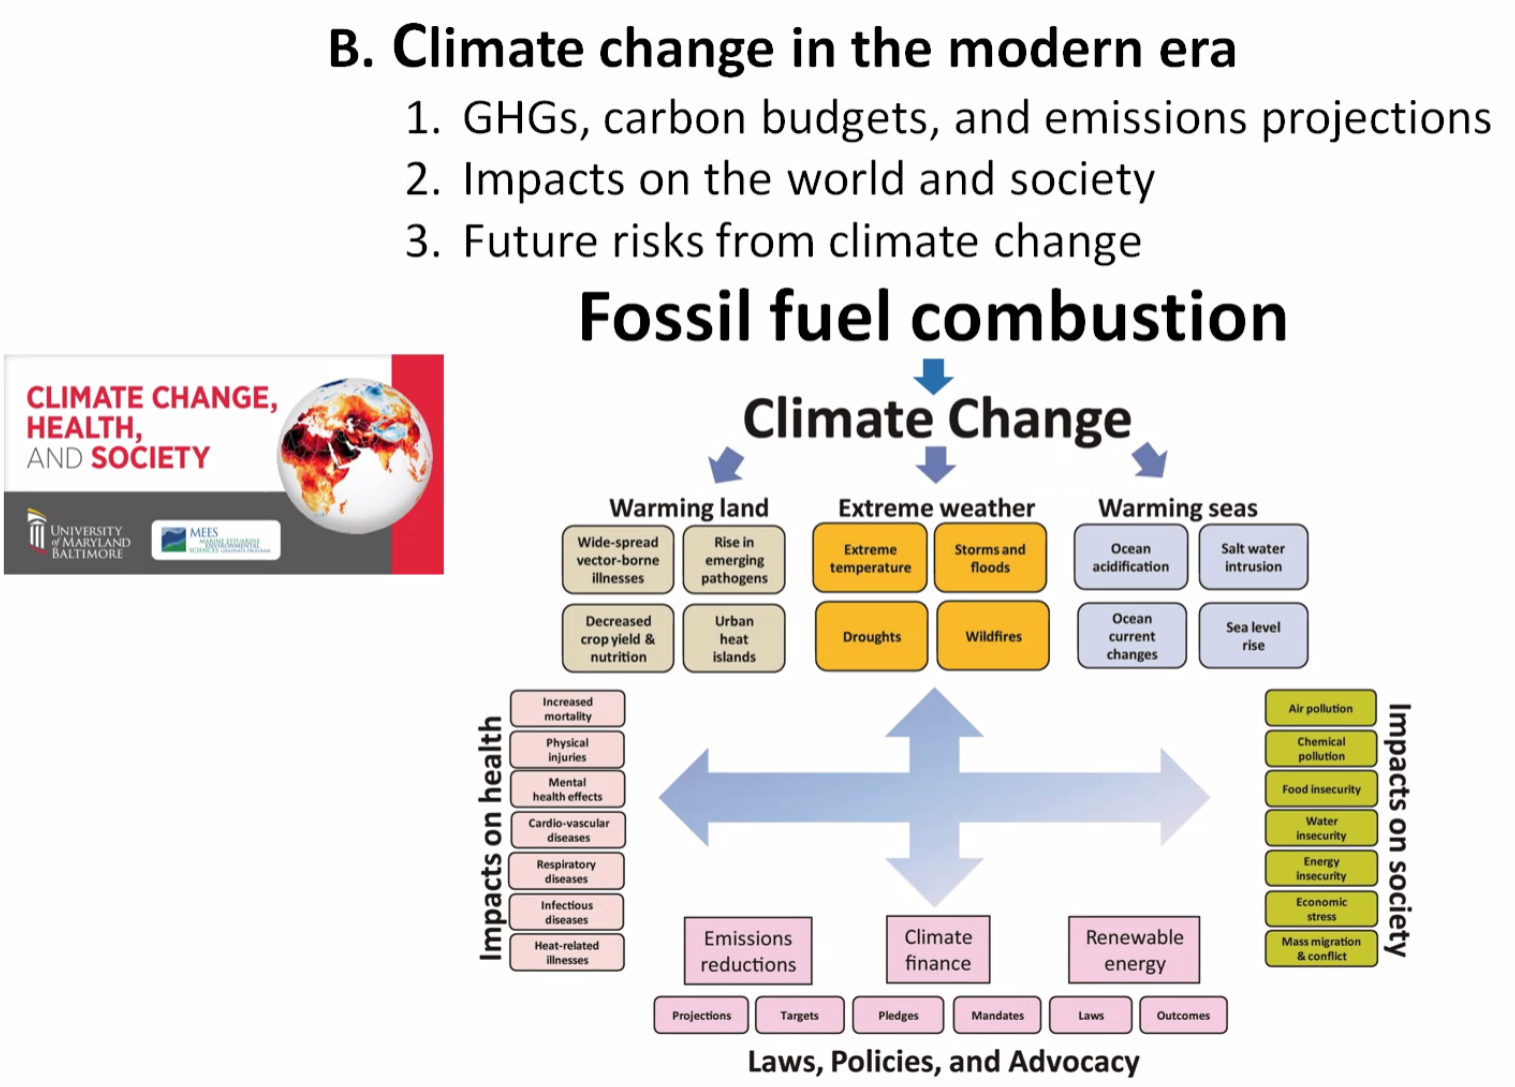 B. Climate change in the modern era
1. GHGs, carbon budgets, and emissions projections
2. Impacts on the world and society
3. Future risks from climate change
Fossil fuel combustion
Climate Change
CLIMATE CHANGE,
HEALTH,
AND SOCIETY
UNIVERSITY
of MARYLAND
BALTIMORE
MEES
MARINE ESTUARINE
ENVIRONMENTAL
SCIENCES GRADUATE PROGRAM
Warming land
Wide-spread
vector-borne
illnesses
Rise in
emerging
pathogens
Decreased
crop yield &
nutrition
Urban
heat
islands
Extreme weather
Extreme
temperature
Storms and
floods
Droughts
Wildfires
Warming seas
Ocean
acidification
Salt water
intrusion
Ocean
current
changes
Sea level
rise
Impacts on health
Increased
mortality
Physical
injuries
Mental
health effects
Cardio-vascular
diseases
Respiratory
diseases
Infectious
diseases
Heat-related
illnesses
Impacts on society
Air pollution
Chemical
pollution
Food insecurity
Water
insecurity
Energy
insecurity
Economic
stress
Mass migration
& conflict
Emissions
reductions
Climate
finance
Renewable
energy
Projections
Targets
Pledges
Mandates
Laws
Outcomes
Laws, Policies, and Advocacy